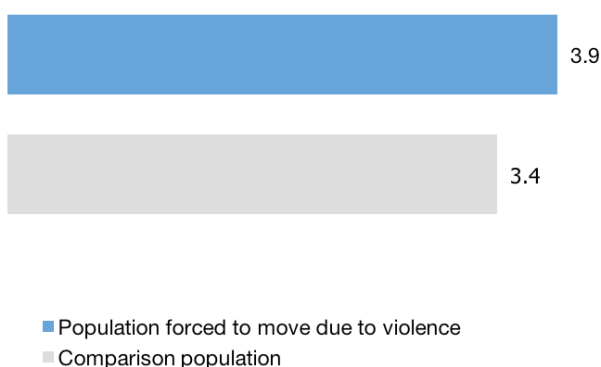 3.9
3.4
Population forced to move due to violence
Comparison population